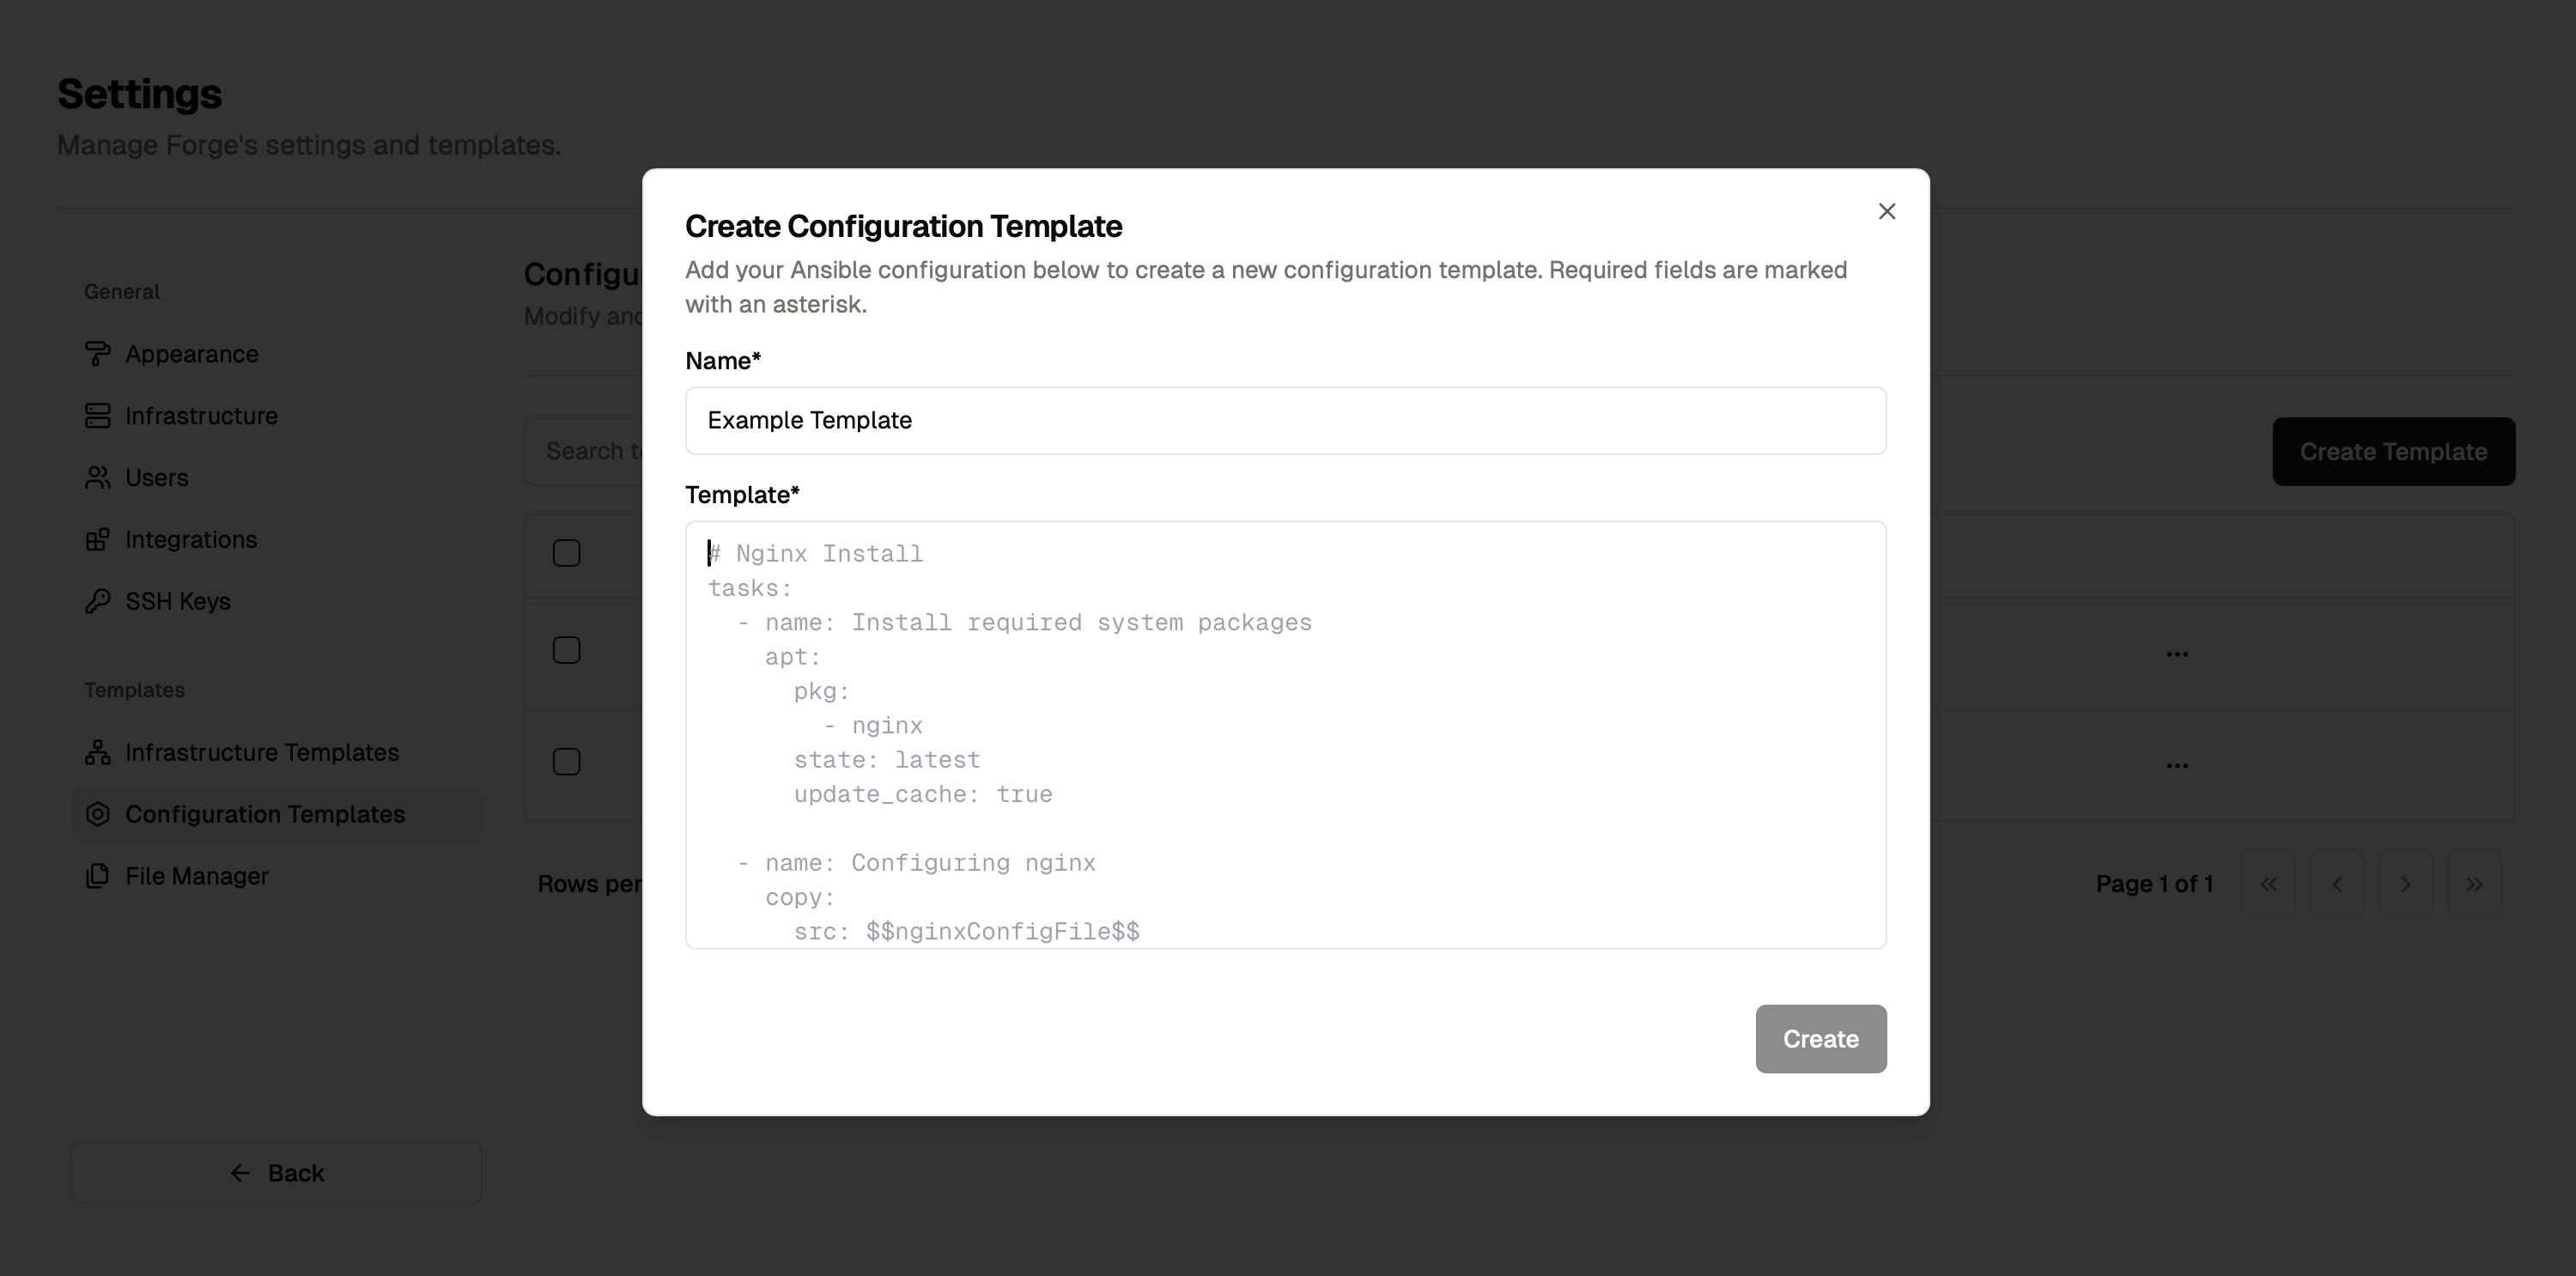 Settings
Manage Forge's settings and templates.
General
Appearance
Infrastructure
Users
Integrations
SSH Keys
Templates
Infrastructure Templates
Configuration Templates
File Manager
Back
Configu
Modify and
Search te
Create Template
Rows per
Page 1 of 1
Create Configuration Template
Add your Ansible configuration below to create a new configuration template. Required fields are marked
with an asterisk.
Name*
Example Template
Template*
# Nginx Install
tasks:
  - name: Install required system packages
    apt:
      pkg:
        - nginx
      state: latest
      update_cache: true
  - name: Configuring nginx
    copy:
      src: $$nginxConfigFile$$
Create